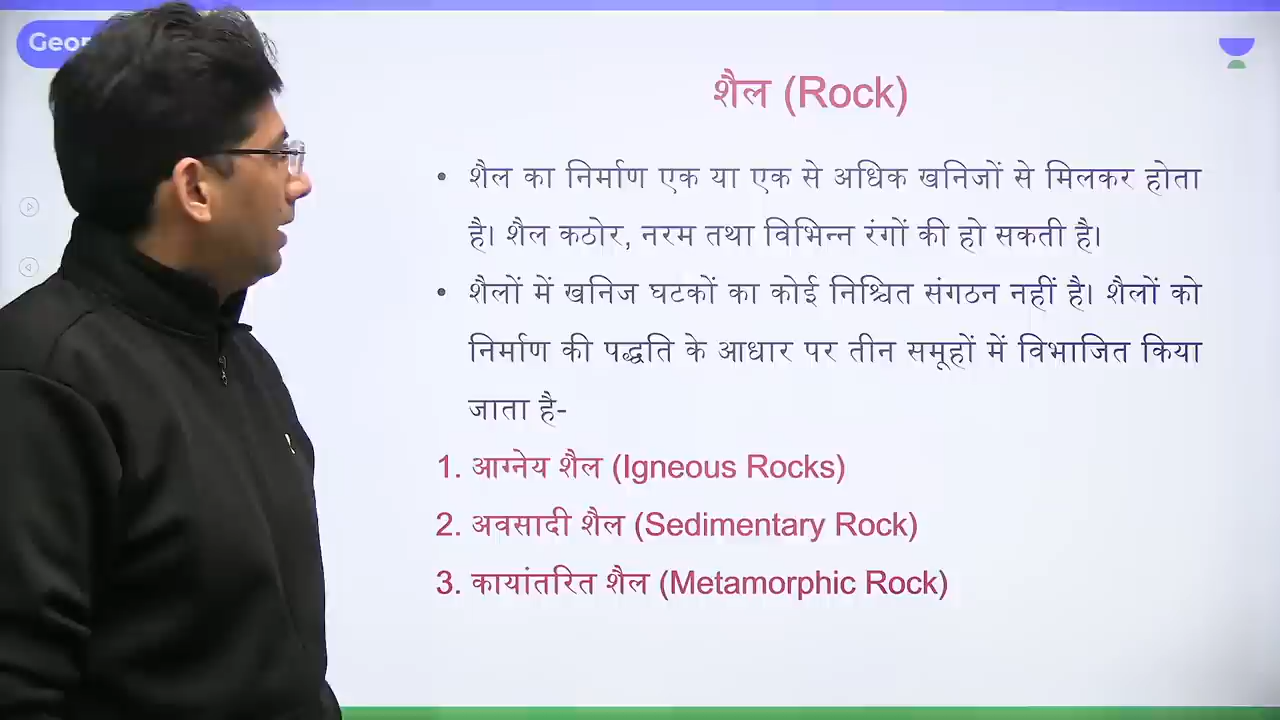 शैल (Rock)
• शैल का निर्माण एक या एक से अधिक खनिजों से मिलकर होता
है। शैल कठोर, नरम तथा विभिन्न रंगों की हो सकती है।
• शैलों में खनिज घटकों का कोई निश्चित संगठन नहीं है। शैलों को
निर्माण की पद्धति के आधार पर तीन समूहों में विभाजित किया
जाता है-
1. आग्नेय शैल (Igneous Rocks)
2. अवसादी शैल (Sedimentary Rock)
3. कायांतरित शैल (Metamorphic Rock)